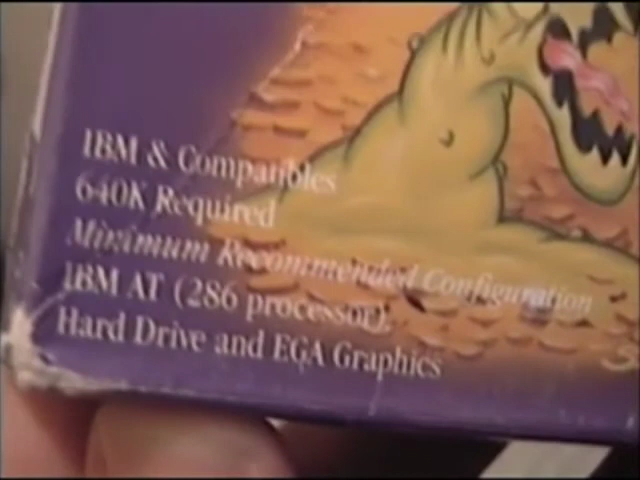 IBM & Compatibles
640K Required
Minimum Recommended Configuration
IBM AT (286 processor),
Hard Drive and EGA Graphics